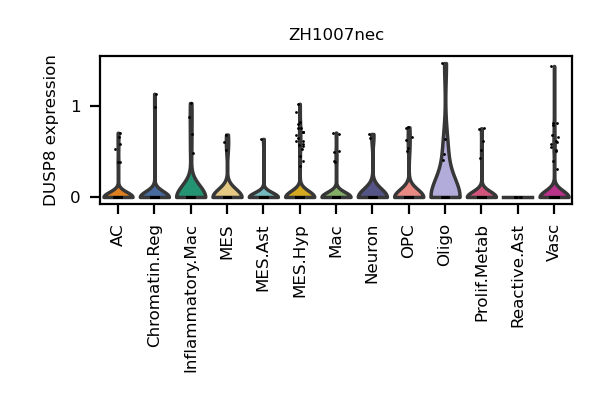 ZH1007nec
DUSP8 expression
1
0
AC
Chromatin.Reg
Inflammatory.Mac
MES
MES.Ast
MES.Hyp
Mac
Neuron
OPC
Oligo
Prolif.Metab
Reactive.Ast
Vasc